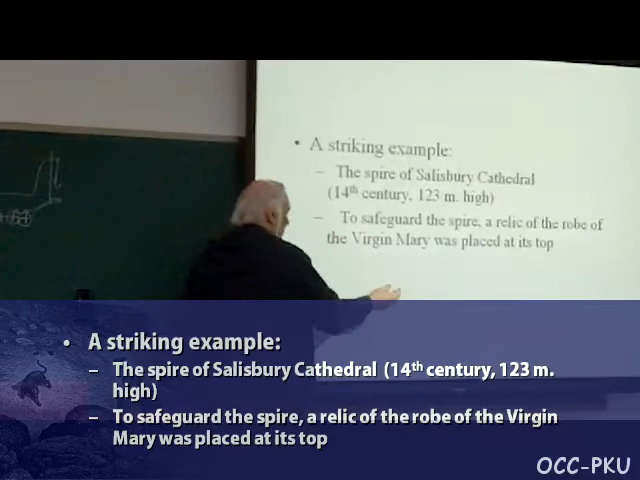 • A striking example:
– The spire of Salisbury Cathedral
(14th century, 123 m. high)
– To safeguard the spire, a relic of the robe of
the Virgin Mary was placed at its top
• A striking example:
– The spire of Salisbury Cathedral (14th century, 123 m.
high)
– To safeguard the spire, a relic of the robe of the Virgin
Mary was placed at its top
OCC-PKU